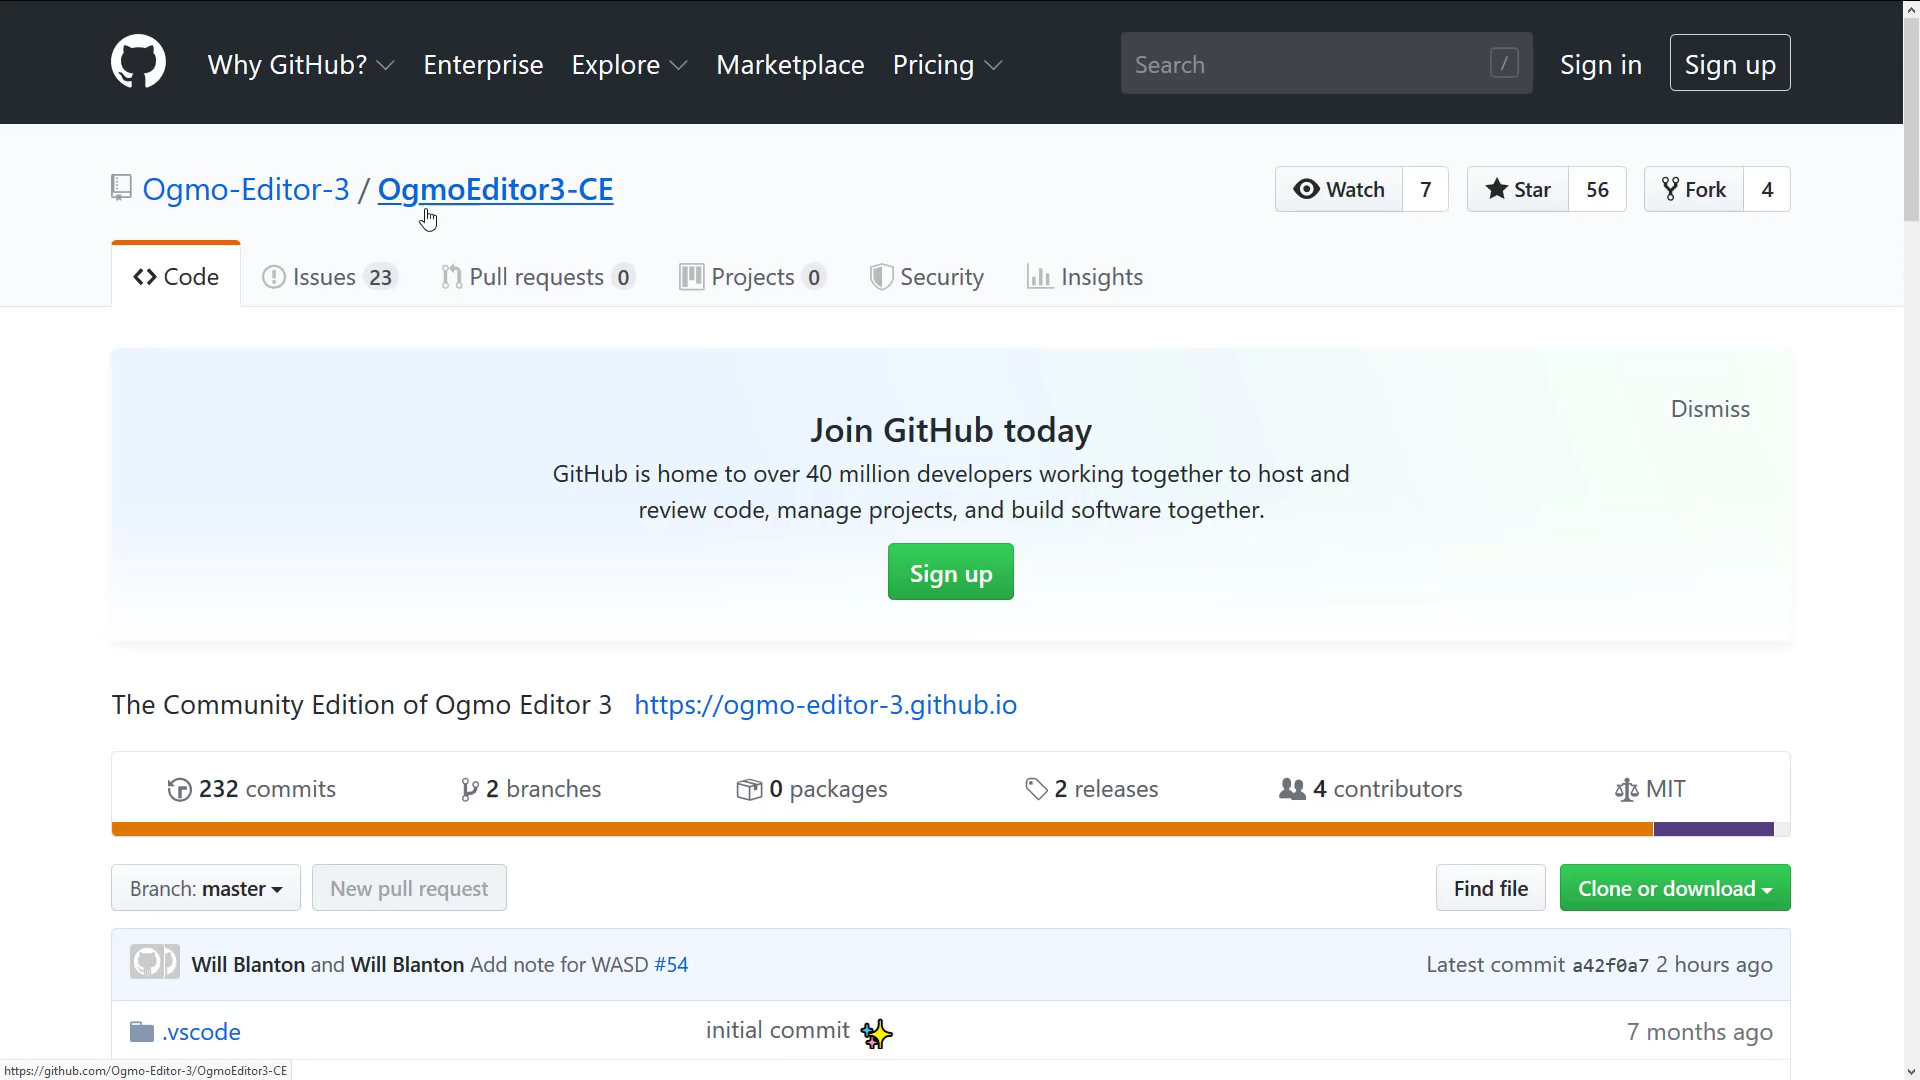 Why GitHub? Enterprise Explore Marketplace Pricing Search / Sign in Sign up
Ogmo-Editor-3 / OgmoEditor3-CE Watch 7 Star 56 Fork 4
Code Issues 23 Pull requests 0 Projects 0 Security Insights
Dismiss
Join GitHub today
GitHub is home to over 40 million developers working together to host and
review code, manage projects, and build software together.
Sign up
The Community Edition of Ogmo Editor 3 https://ogmo-editor-3.github.io
232 commits 2 branches 0 packages 2 releases 4 contributors MIT
Branch: master New pull request Find file Clone or download
Will Blanton and Will Blanton Add note for WASD #54 Latest commit a42f0a7 2 hours ago
.vscode initial commit 7 months ago
https://github.com/Ogmo-Editor-3/OgmoEditor3-CE